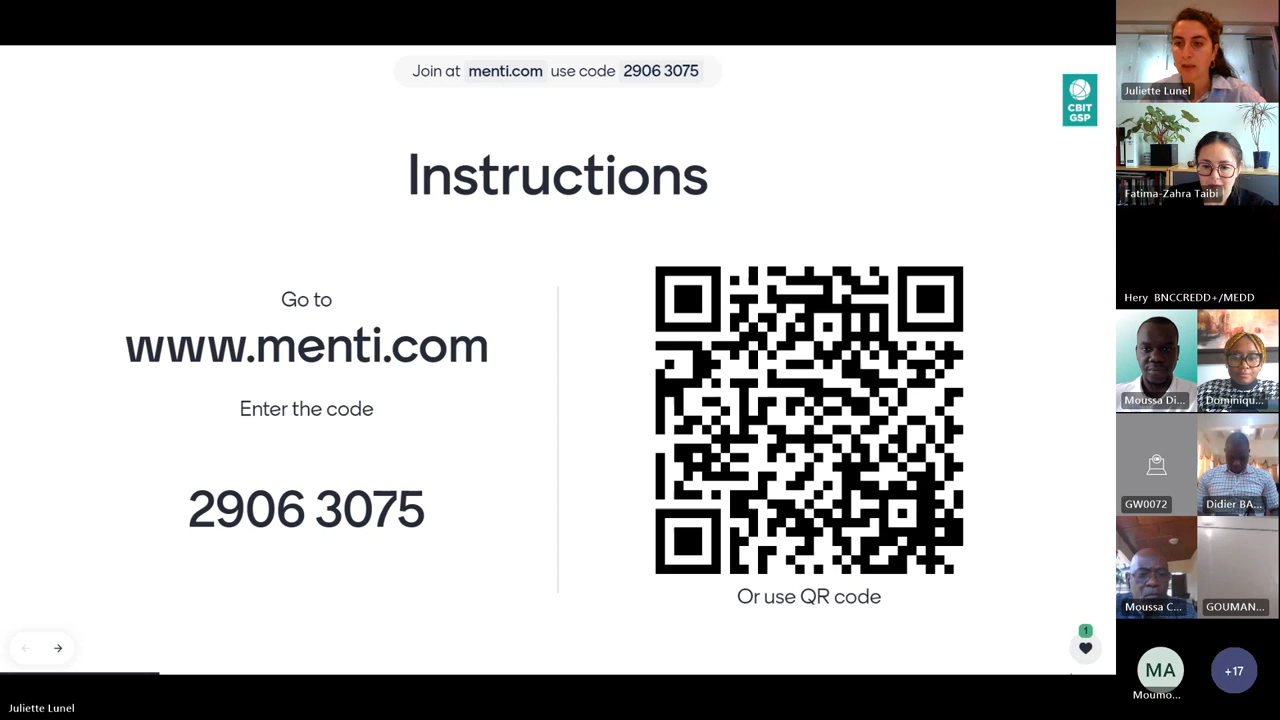 Join at menti.com use code 2906 3075
CBIT
GSP
Instructions
Go to
www.menti.com
Enter the code
2906 3075
Or use QR code
1
Juliette Lunel
Juliette Lunel
Fatima-Zahra Taibi
Hery BNCCREDD+/MEDD
Moussa Di...
Dominiqu...
GW0072
Didier BA...
Moussa C...
GOUMAN...
MA
Moumo...
+17